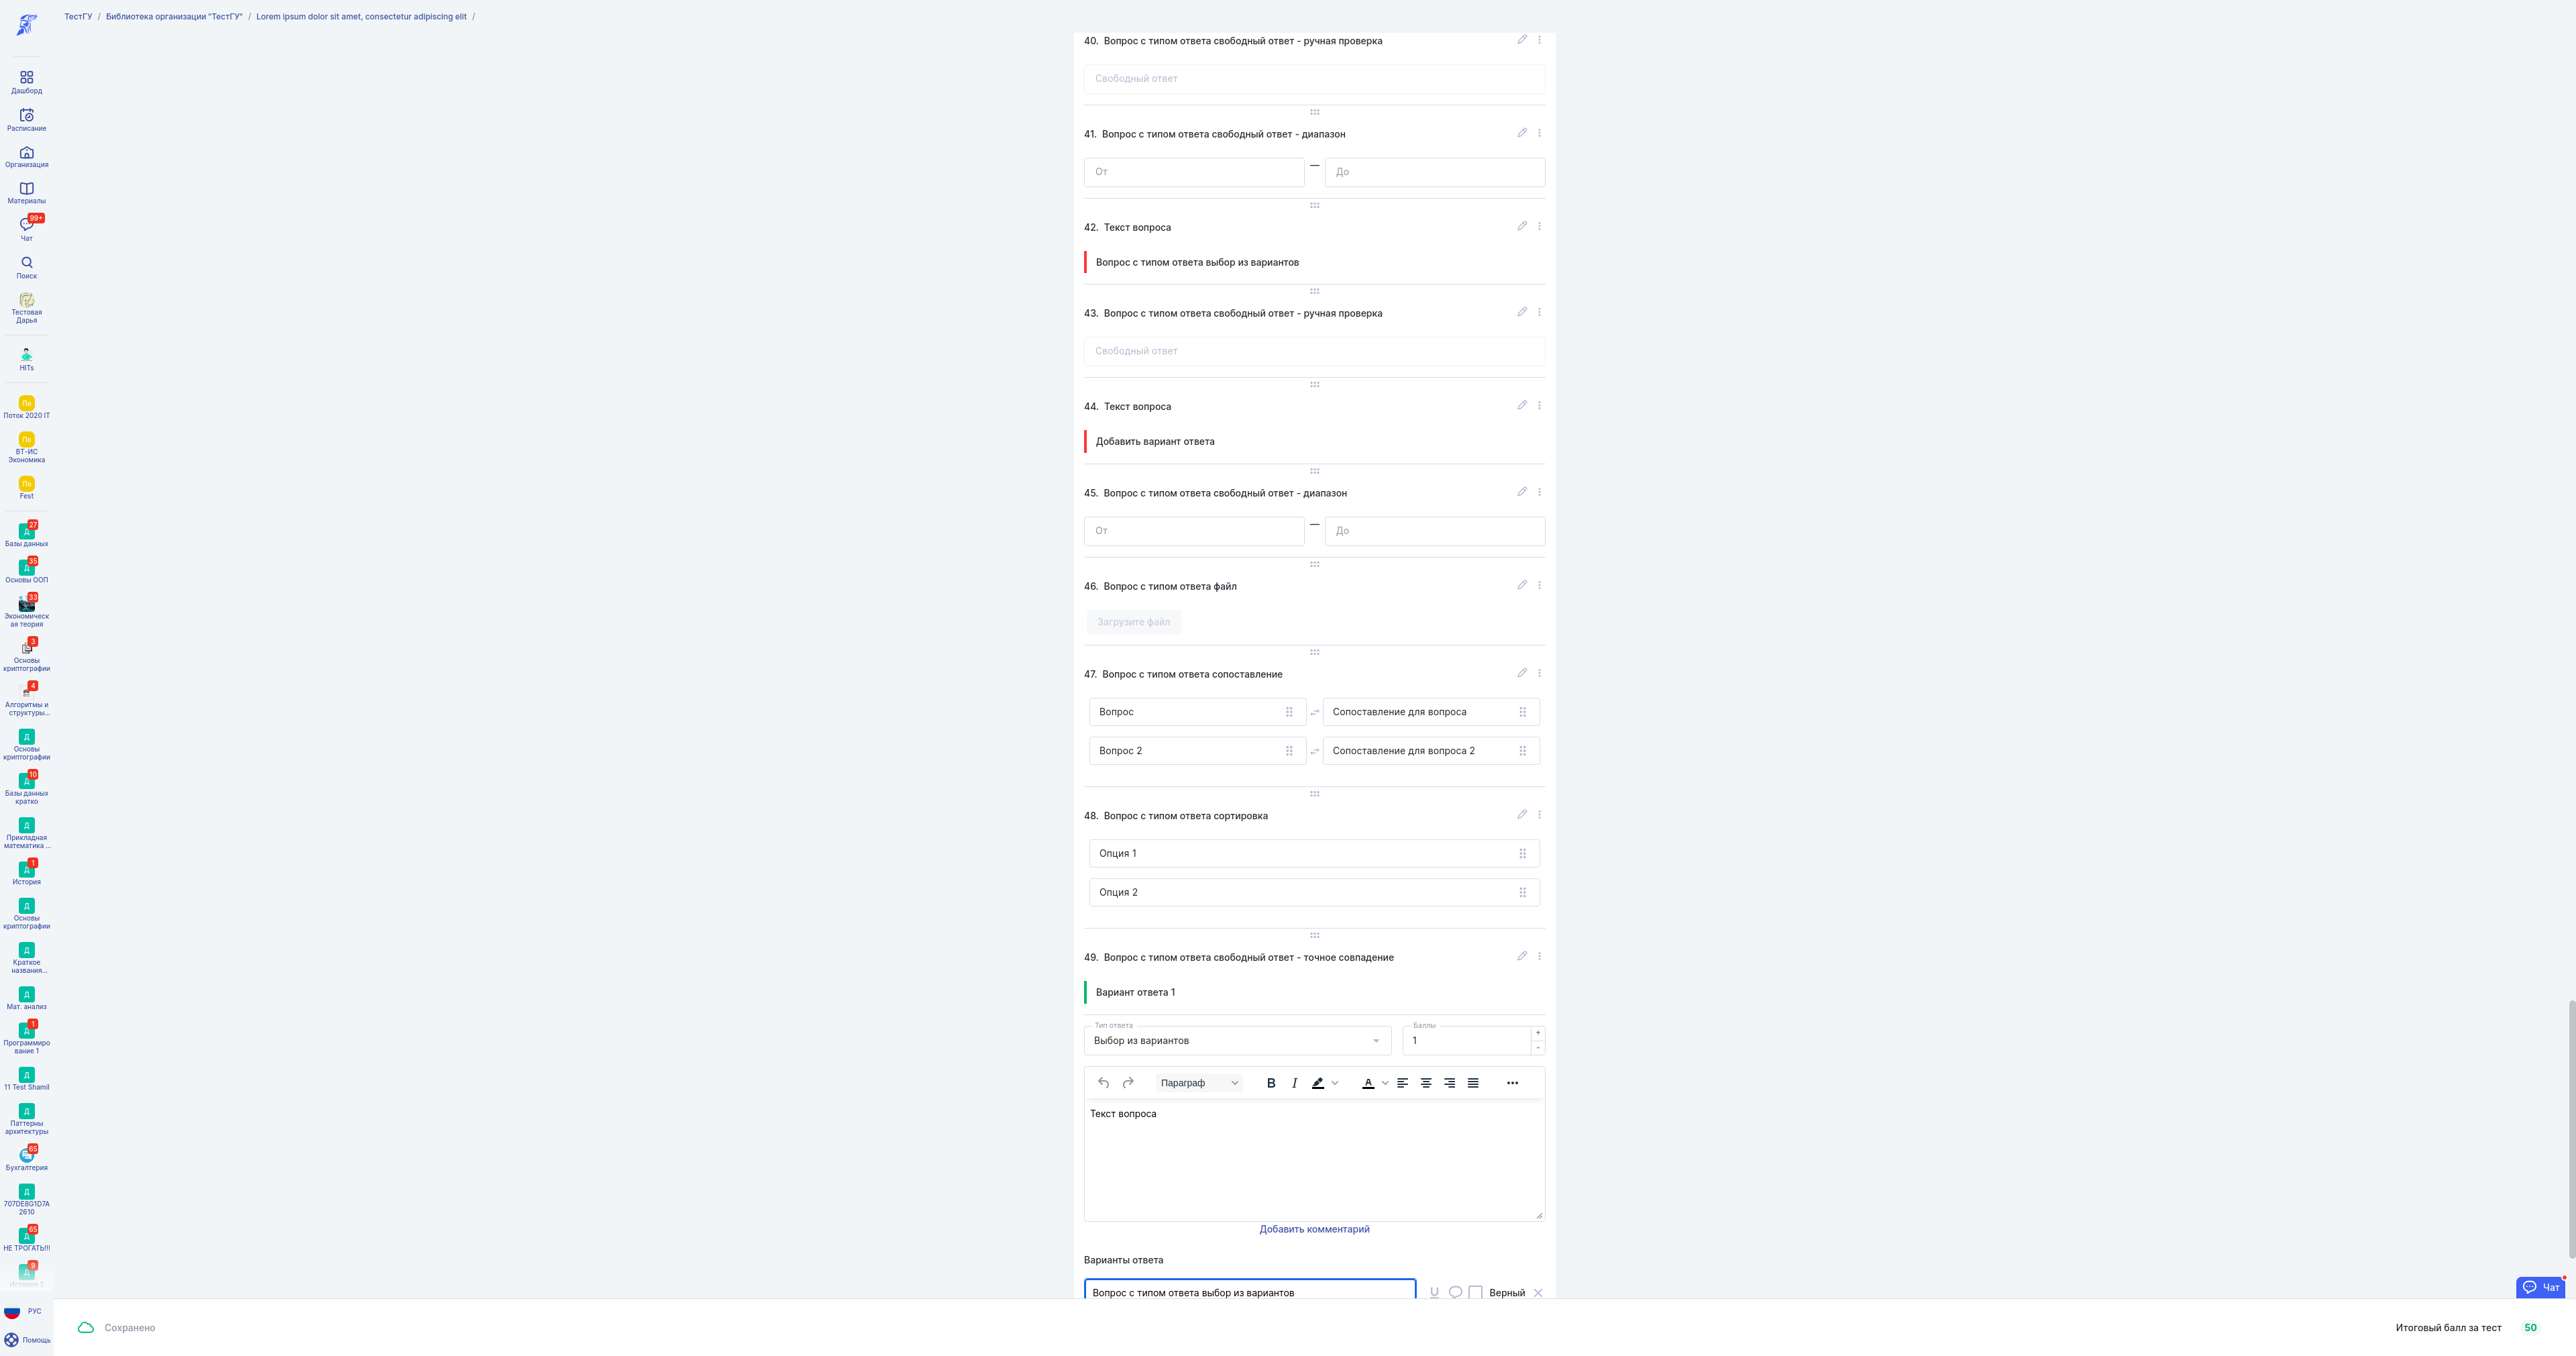 ТестГУ / Библиотека организации "ТестГУ" / Lorem ipsum dolor sit amet, consectetur adipiscing elit /
Дашборд
Расписание
Организация
Материалы
99+
Чат
Поиск
Тестовая
Дарья
HITs
По
Поток 2020 IT
По
ВТ-ИС
Экономика
По
Fest
27
Д
Базы данных
35
Д
Основы ООП
33
Экономическ
ая теория
3
Основы
криптографии
4
Алгоритмы и
структуры...
Д
Основы
криптографии
10
Д
Базы данных
кратко
Д
Прикладная
математика ...
1
Д
История
Д
Основы
криптографии
Д
Краткое
названия...
Д
Мат. анализ
1
Д
Программиро
вание 1
Д
11 Test Shamil
Д
Паттерны
архитектуры
65
Бухгалтерия
Д
707DE8G1D7A
2610
65
Д
НЕ ТРОГАТЬ!!!
9
Д
История 2
РУС
Помощь
40. Вопрос с типом ответа свободный ответ - ручная проверка
Свободный ответ
41. Вопрос с типом ответа свободный ответ - диапазон
От — До
42. Текст вопроса
Вопрос с типом ответа выбор из вариантов
43. Вопрос с типом ответа свободный ответ - ручная проверка
Свободный ответ
44. Текст вопроса
Добавить вариант ответа
45. Вопрос с типом ответа свободный ответ - диапазон
От — До
46. Вопрос с типом ответа файл
Загрузите файл
47. Вопрос с типом ответа сопоставление
Вопрос Сопоставление для вопроса
Вопрос 2 Сопоставление для вопроса 2
48. Вопрос с типом ответа сортировка
Опция 1
Опция 2
49. Вопрос с типом ответа свободный ответ - точное совпадение
Вариант ответа 1
Тип ответа Баллы
Выбор из вариантов 1 + -
Параграф B I A
Текст вопроса
Добавить комментарий
Варианты ответа
Вопрос с типом ответа выбор из вариантов Верный
Чат
Сохранено Итоговый балл за тест 50